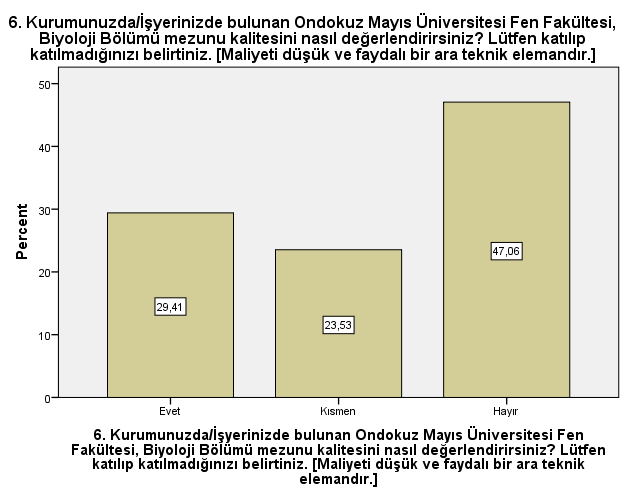 6. Kurumunuzda/İşyerinizde bulunan Ondokuz Mayıs Üniversitesi Fen Fakültesi,
Biyoloji Bölümü mezunu kalitesini nasıl değerlendirirsiniz? Lütfen katılıp
katılmadığınızı belirtiniz. [Maliyeti düşük ve faydalı bir ara teknik elemandır.]
50
40
30
20
10
0
Percent
29,41
23,53
47,06
Evet
Kısmen
Hayır
6. Kurumunuzda/İşyerinizde bulunan Ondokuz Mayıs Üniversitesi Fen
Fakültesi, Biyoloji Bölümü mezunu kalitesini nasıl değerlendirirsiniz? Lütfen
katılıp katılmadığınızı belirtiniz. [Maliyeti düşük ve faydalı bir ara teknik
elemandır.]